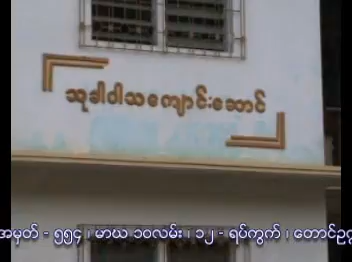 သုခါဝါသကျောင်းဆောင်
အမှတ် - ၅၅၄ ၊ မာဃ ၁၀လမ်း ၊ ၁၂ - ရပ်ကွက် ၊ တောင်ဥက္က